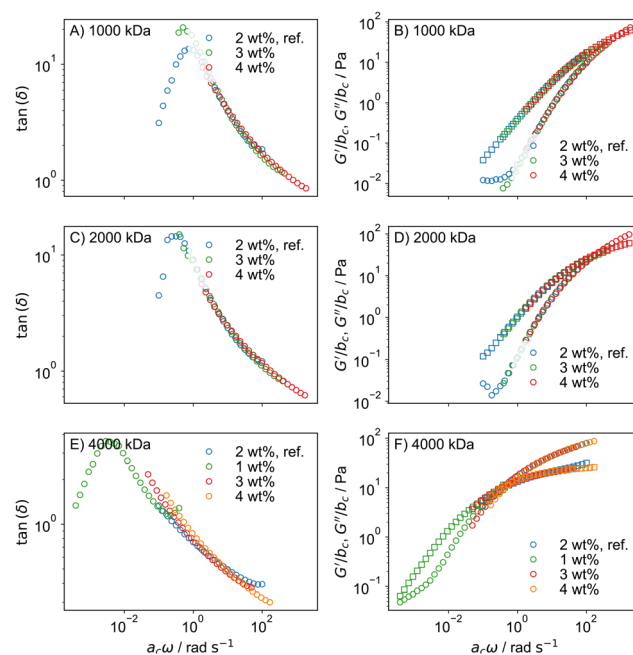 A) 1000 kDa
2 wt%, ref.
3 wt%
4 wt%
tan (δ)
10¹
10⁰
B) 1000 kDa
2 wt%, ref.
3 wt%
4 wt%
G′/b_c, G″/b_c / Pa
10²
10¹
10⁰
10⁻¹
10⁻²
C) 2000 kDa
2 wt%, ref.
3 wt%
4 wt%
tan (δ)
10¹
10⁰
D) 2000 kDa
2 wt%, ref.
3 wt%
4 wt%
G′/b_c, G″/b_c / Pa
10²
10¹
10⁰
10⁻¹
10⁻²
E) 4000 kDa
2 wt%, ref.
1 wt%
3 wt%
4 wt%
tan (δ)
10⁰
10⁻² 10⁰ 10²
a_cω / rad s⁻¹
F) 4000 kDa
2 wt%, ref.
1 wt%
3 wt%
4 wt%
G′/b_c, G″/b_c / Pa
10²
10¹
10⁰
10⁻¹
10⁻² 10⁰ 10²
a_cω / rad s⁻¹